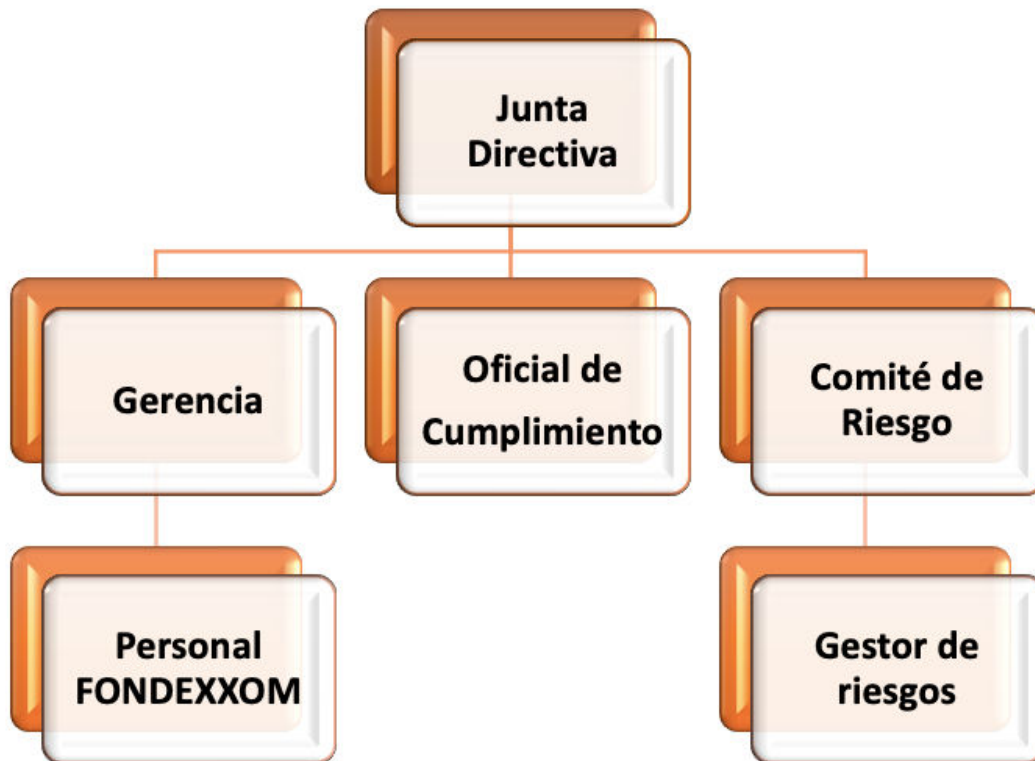 Junta
Directiva
Gerencia
Oficial de
Cumplimiento
Comité de
Riesgo
Personal
FONDEXXOM
Gestor de
riesgos